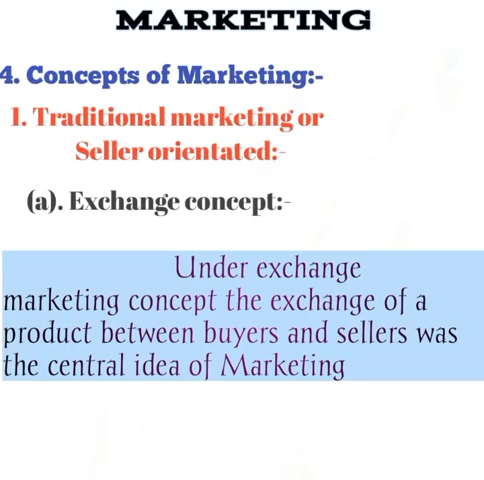 MARKETING
4. Concepts of Marketing:-
1. Traditional marketing or
Seller orientated:-
(a). Exchange concept:-
Under exchange
marketing concept the exchange of a
product between buyers and sellers was
the central idea of Marketing